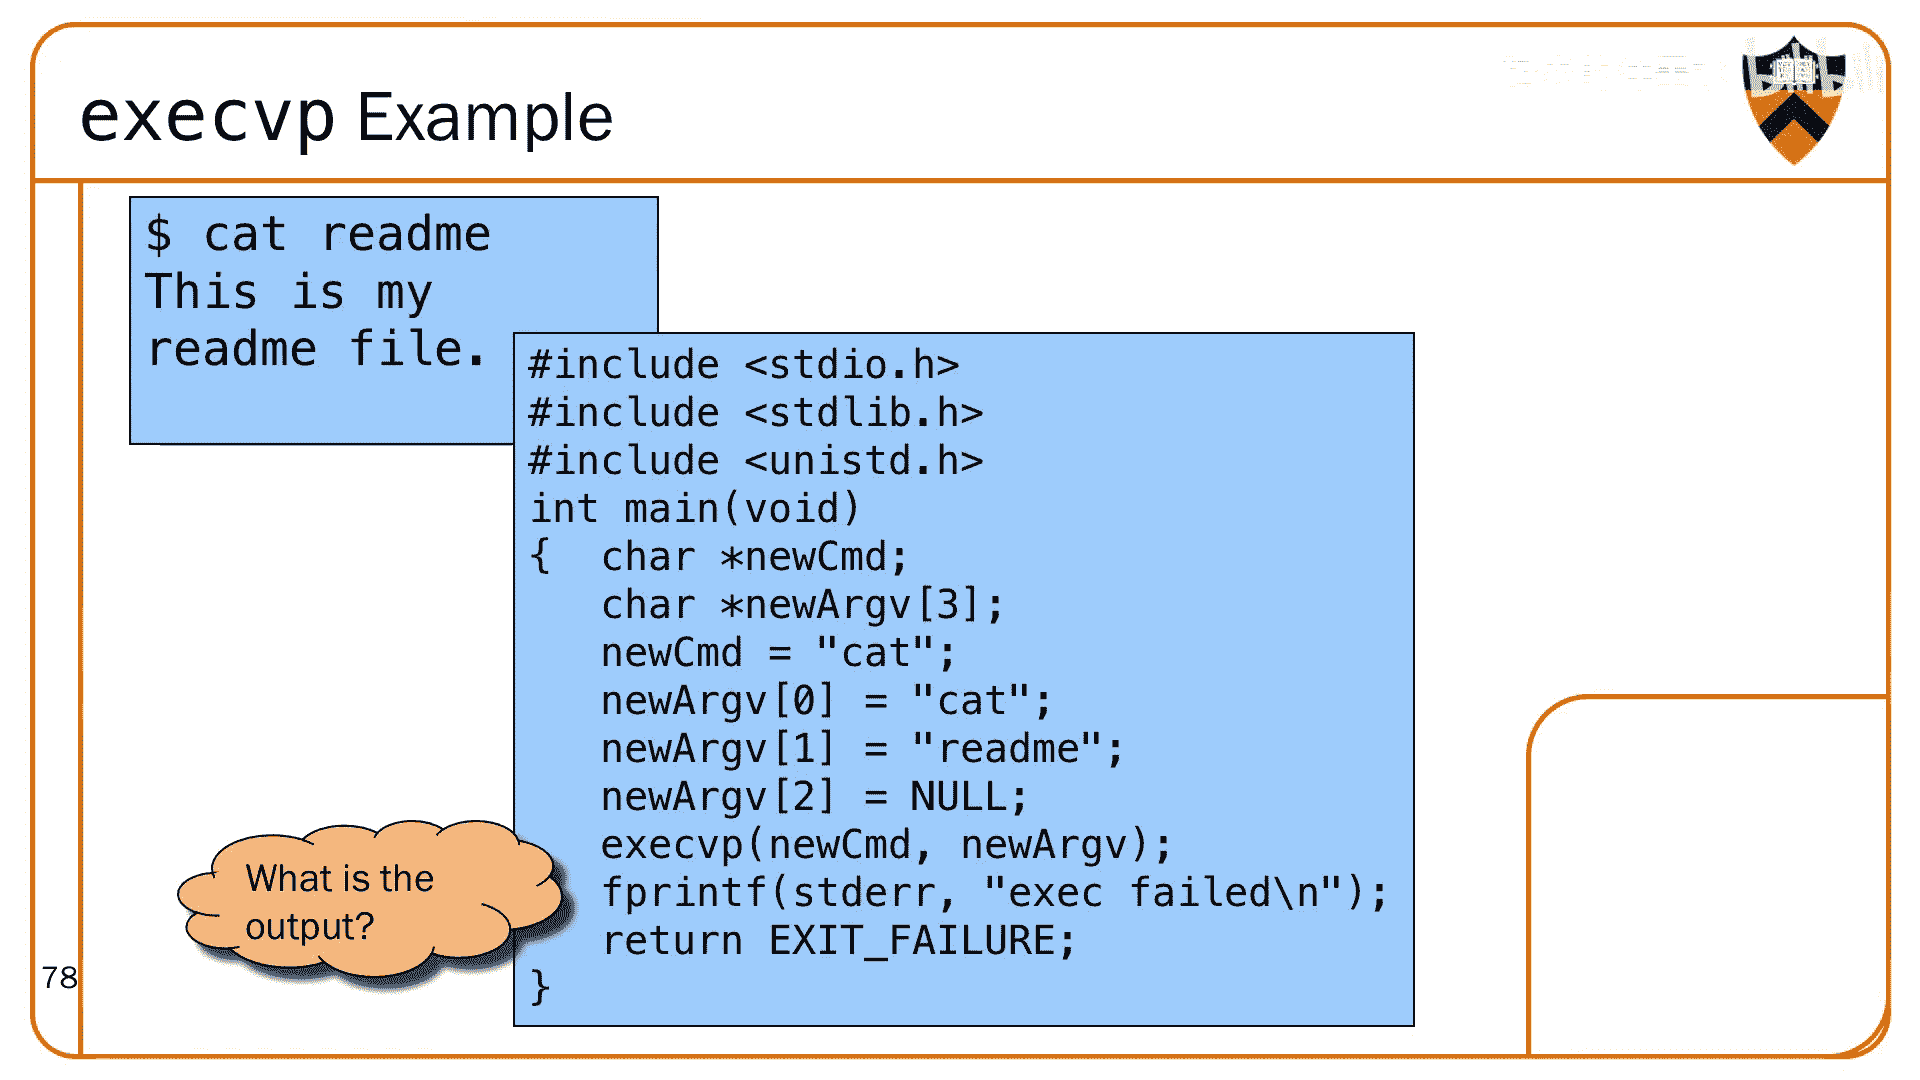 execvp Example
$ cat readme
This is my
readme file.
#include <stdio.h>
#include <stdlib.h>
#include <unistd.h>
int main(void)
{  char *newCmd;
   char *newArgv[3];
   newCmd = "cat";
   newArgv[0] = "cat";
   newArgv[1] = "readme";
   newArgv[2] = NULL;
   execvp(newCmd, newArgv);
   fprintf(stderr, "exec failed\n");
   return EXIT_FAILURE;
}
What is the
output?
78